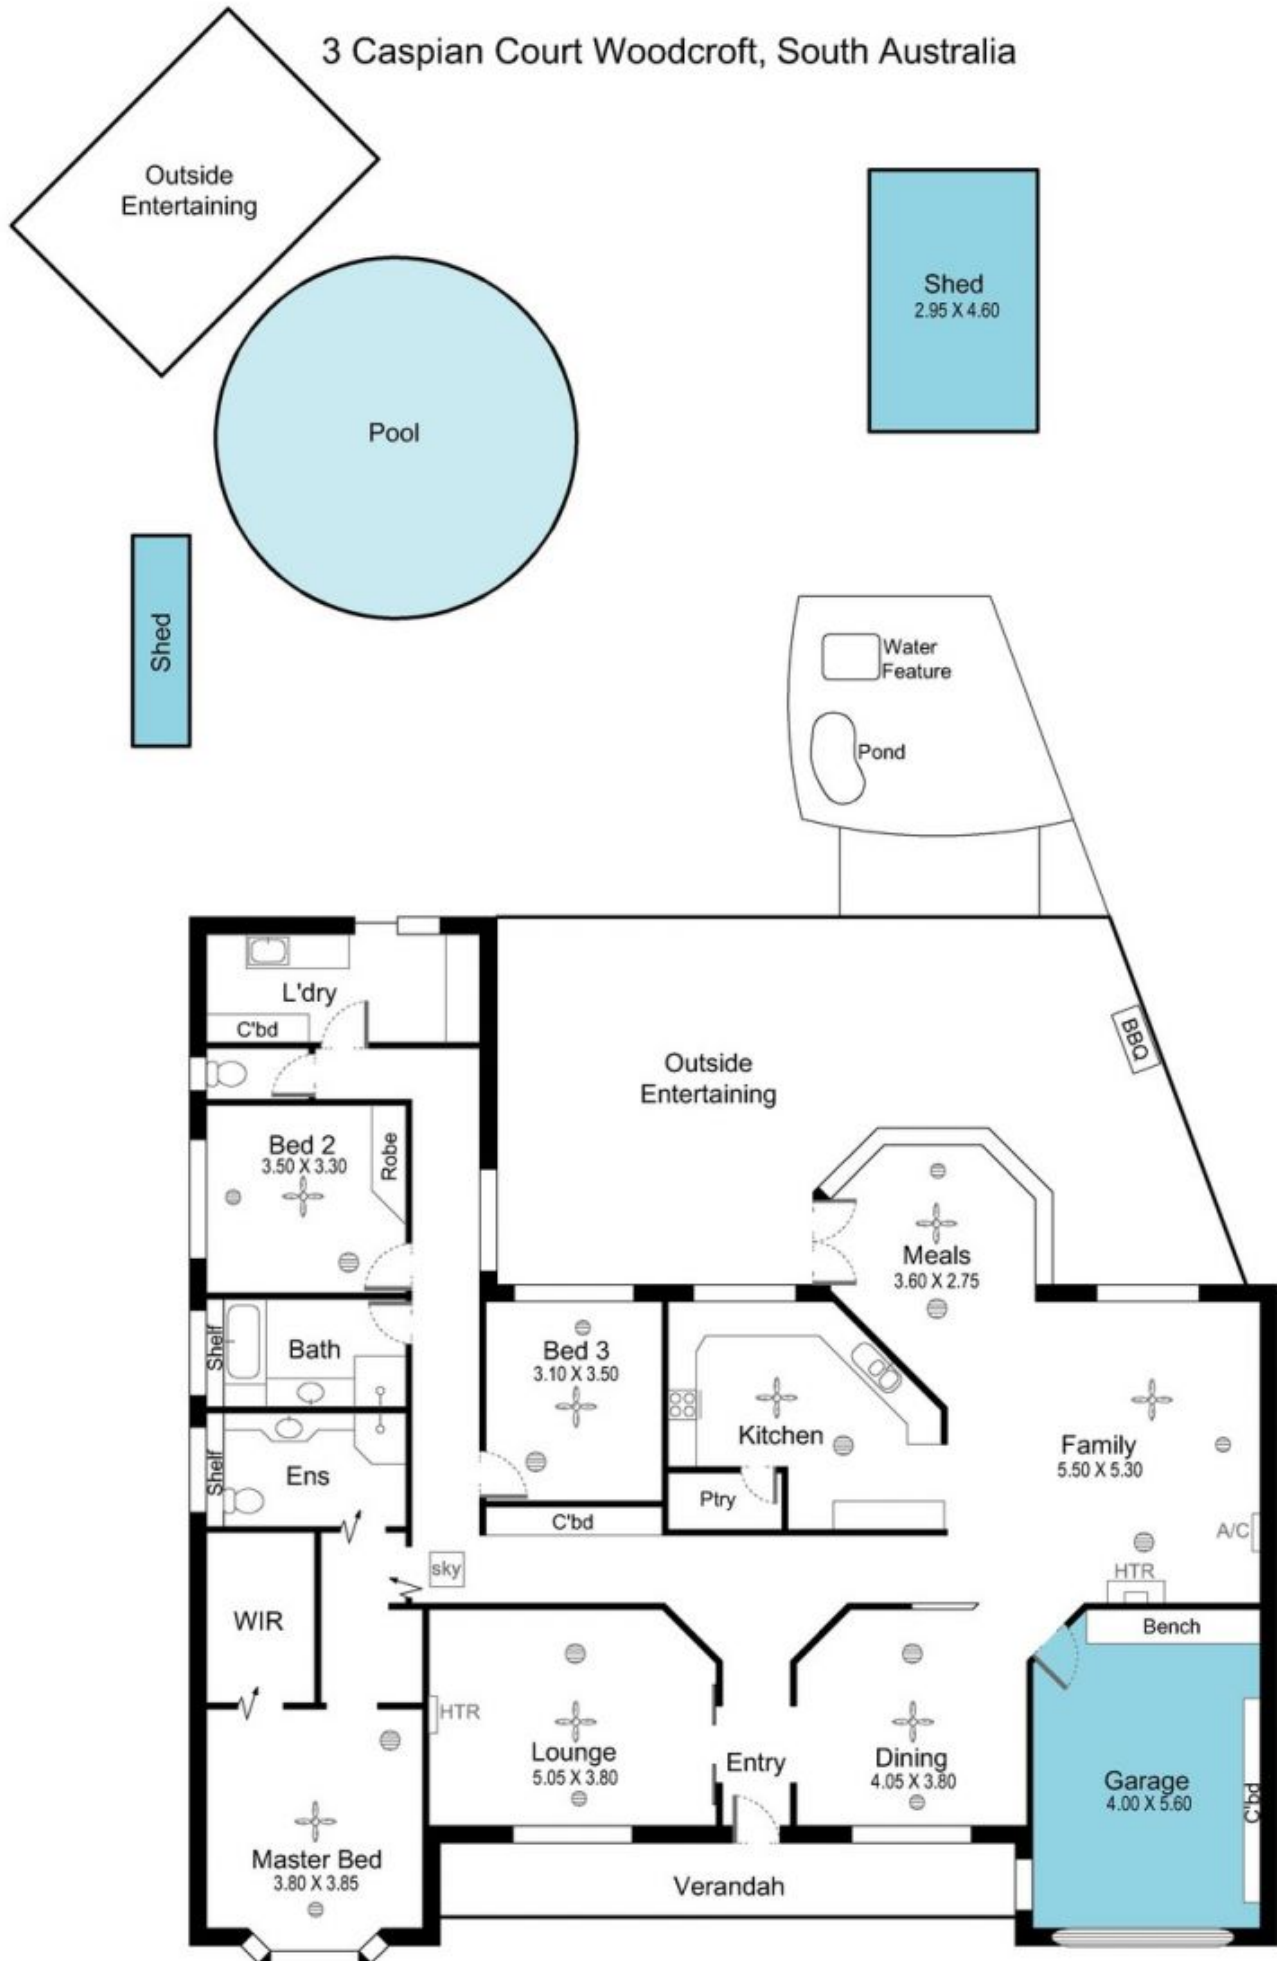 3 Caspian Court Woodcroft, South Australia
Outside
Entertaining
Shed
2.95 X 4.60
Pool
Shed
Water
Feature
Pond
L'dry
C'bd
BBQ
Outside
Entertaining
Bed 2
3.50 X 3.30
Robe
Meals
3.60 X 2.75
Shelf
Bath
Bed 3
3.10 X 3.50
Kitchen
Family
5.50 X 5.30
Shelf
Ens
Ptry
C'bd
A/C
HTR
sky
WIR
Bench
HTR
Lounge
5.05 X 3.80
Entry
Dining
4.05 X 3.80
Garage
4.00 X 5.60
C'bd
Master Bed
3.80 X 3.85
Verandah